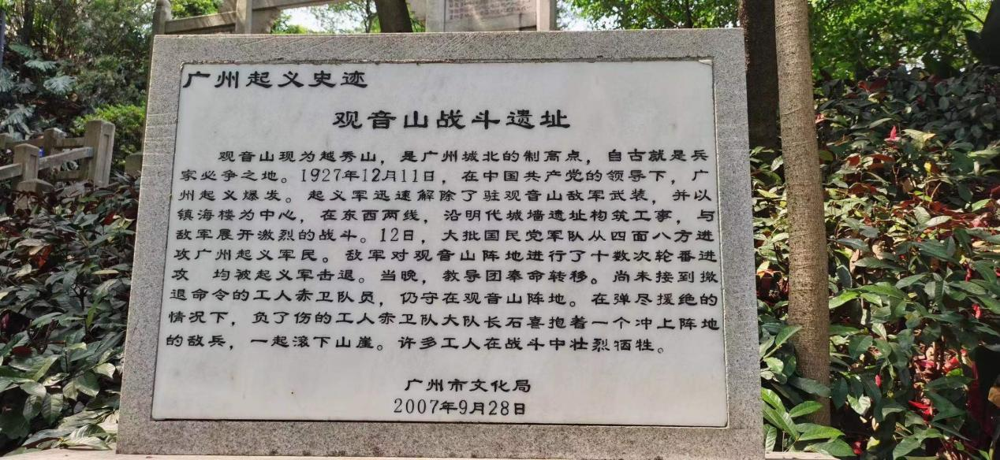 广州起义史迹
观音山战斗遗址
观音山现为越秀山，是广州城北的制高点，自古就是兵
家必争之地。1927年12月11日，在中国共产党的领导下，广
州起义爆发。起义军迅速解除了驻观音山敌军武装，并以
镇海楼为中心，在东西两线，沿明代城墙遗址构筑工事，与
敌军展开激烈的战斗。12日，大批国民党军队从四面八方进
攻广州起义军民。敌军对观音山阵地进行了十数次轮番进
攻 均被起义军击退。当晚，教导团奉命转移。尚未接到撤
退命令的工人赤卫队员，仍守在观音山阵地。在弹尽援绝的
情况下，负了伤的工人赤卫队大队长石喜抱着一个冲上阵地
的敌兵，一起滚下山崖。许多工人在战斗中壮烈牺牲。
广州市文化局
2007年9月28日